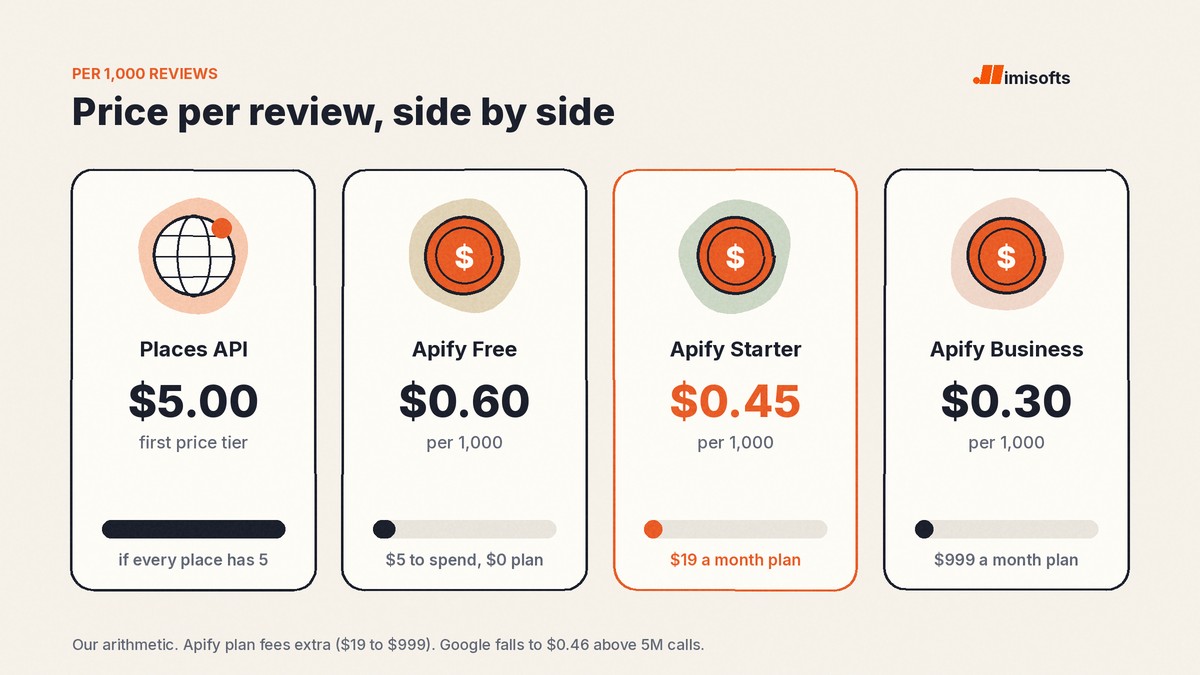 PER 1,000 REVIEWS
Price per review, side by side
imisofts
Places API
$5.00
first price tier
if every place has 5
$
Apify Free
$0.60
per 1,000
$5 to spend, $0 plan
$
Apify Starter
$0.45
per 1,000
$19 a month plan
$
Apify Business
$0.30
per 1,000
$999 a month plan
Our arithmetic. Apify plan fees extra ($19 to $999). Google falls to $0.46 above 5M calls.